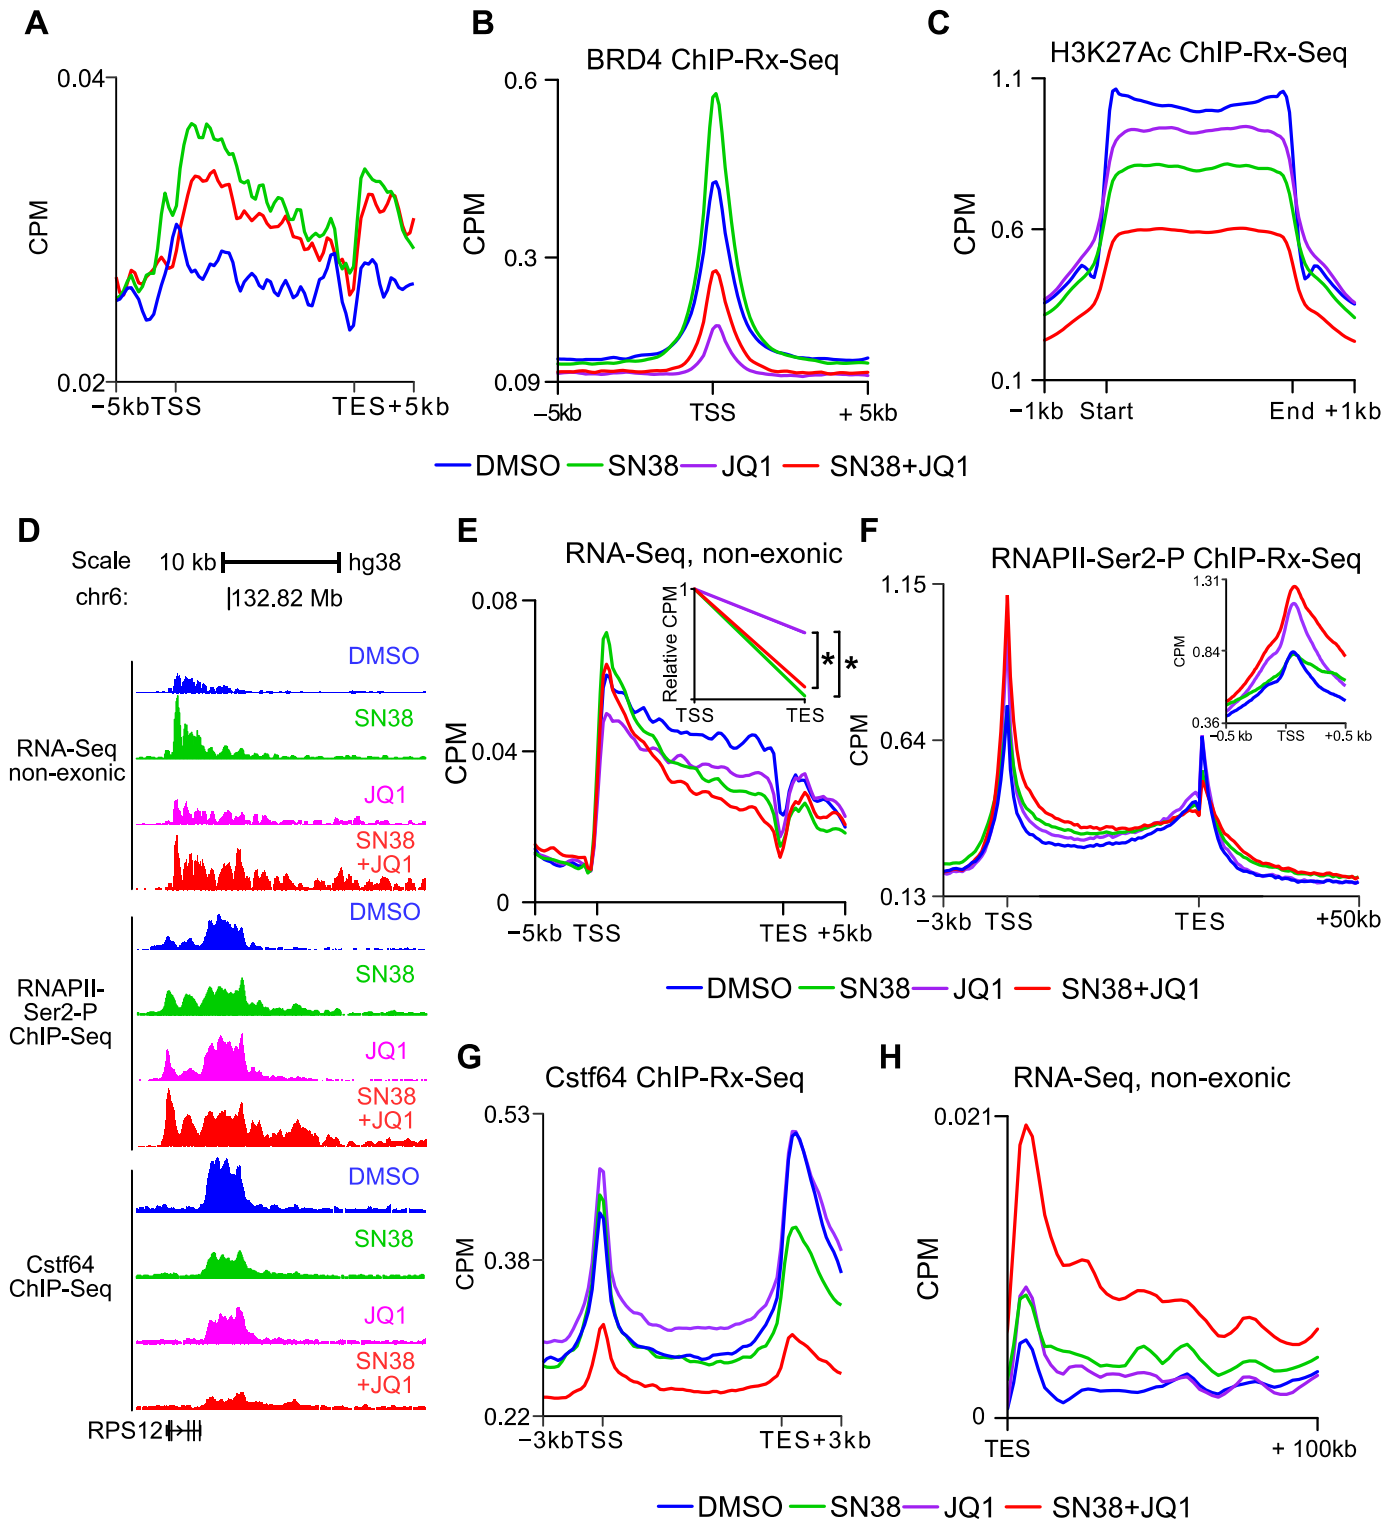 A
0.04
CPM
0.02
−5kb TSS TES +5kb
B
BRD4 ChIP-Rx-Seq
0.6
CPM
0.3
0.09
−5kb TSS + 5kb
C
H3K27Ac ChIP-Rx-Seq
1.1
CPM
0.6
0.1
−1kb Start End +1kb
DMSO SN38 JQ1 SN38+JQ1
D
Scale 10 kb hg38
chr6: 132.82 Mb
RNA-Seq
non-exonic
DMSO
SN38
JQ1
SN38
+JQ1
RNAPII-
Ser2-P
ChIP-Seq
DMSO
SN38
JQ1
SN38
+JQ1
Cstf64
ChIP-Seq
DMSO
SN38
JQ1
SN38
+JQ1
RPS12
E
RNA-Seq, non-exonic
0.08
CPM
0.04
0
−5kb TSS TES +5kb
1
Relative CPM
TSS TES
* *
F
RNAPII-Ser2-P ChIP-Rx-Seq
1.15
CPM
0.64
0.13
−3kb TSS TES +50kb
1.31
CPM
0.84
0.36
−0.5 kb TSS +0.5 kb
DMSO SN38 JQ1 SN38+JQ1
G
Cstf64 ChIP-Rx-Seq
0.53
CPM
0.38
0.22
−3kb TSS TES +3kb
H
RNA-Seq, non-exonic
0.021
CPM
0
TES + 100kb
DMSO SN38 JQ1 SN38+JQ1